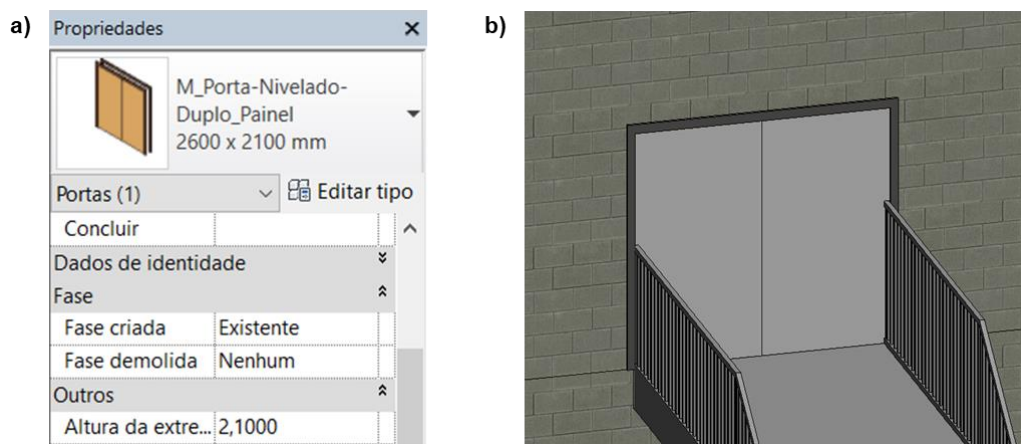 a)
Propriedades ×
M_Porta-Nivelado-
Duplo_Painel
2600 x 2100 mm
Portas (1) Editar tipo
Concluir
Dados de identidade
Fase
Fase criada Existente
Fase demolida Nenhum
Outros
Altura da extre... 2,1000
b)